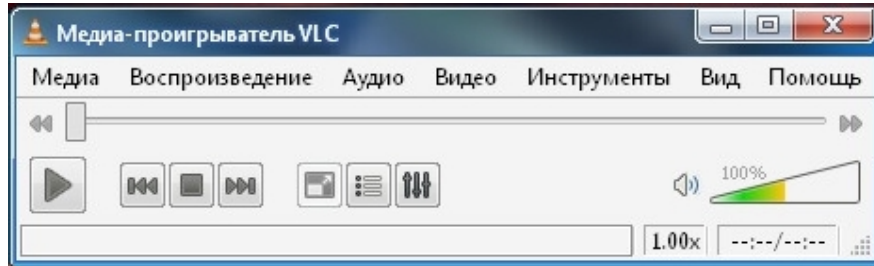 Медиа-проигрыватель VLC
Медиа Воспроизведение Аудио Видео Инструменты Вид Помощь
100%
1.00x --:--/--:--